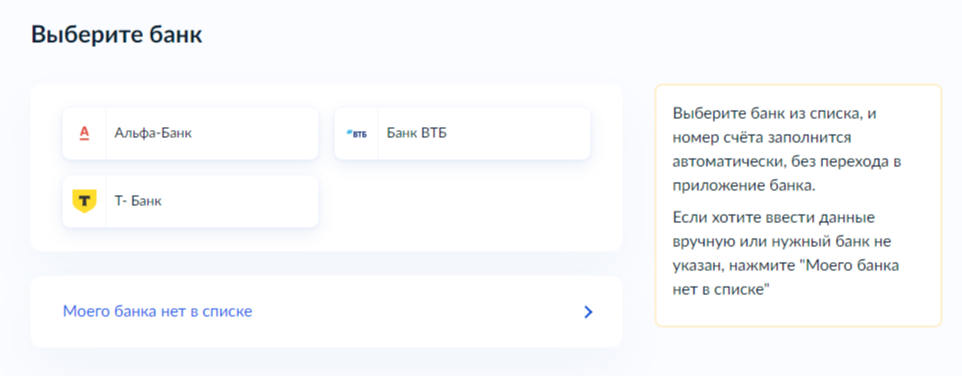 Выберите банк
А Альфа-Банк
ВТБ Банк ВТБ
Т Т- Банк
Моего банка нет в списке
Выберите банк из списка, и
номер счёта заполнится
автоматически, без перехода в
приложение банка.
Если хотите ввести данные
вручную или нужный банк не
указан, нажмите "Моего банка
нет в списке"